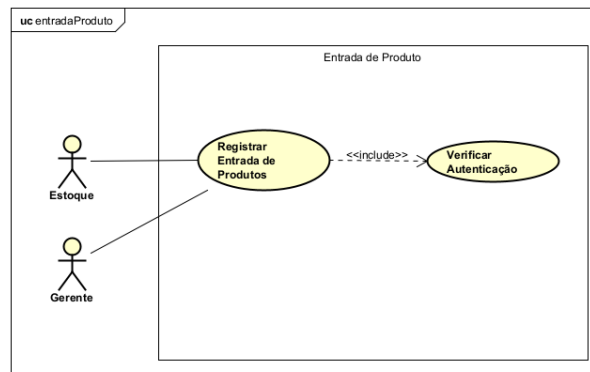 uc entradaProduto
Entrada de Produto
Registrar
Entrada de
Produtos
<<include>>
Verificar
Autenticação
Estoque
Gerente